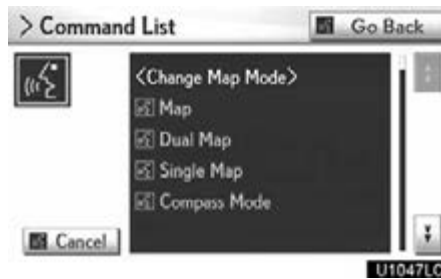 > Command List
Go Back
<Change Map Mode>
Map
Dual Map
Single Map
Compass Mode
Cancel
U1047LC